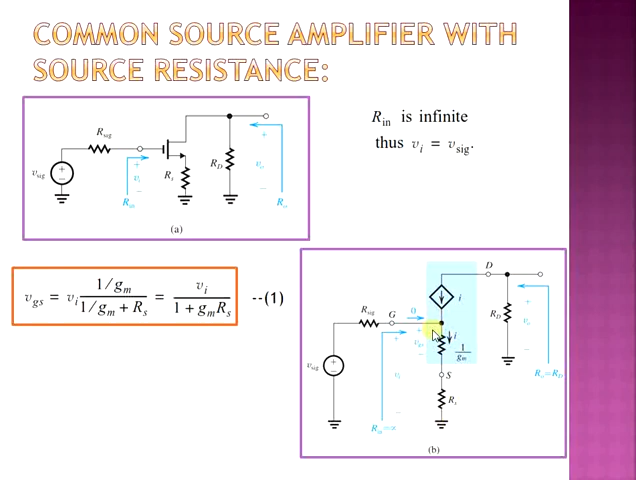 COMMON SOURCE AMPLIFIER WITH
SOURCE RESISTANCE:
R_in is infinite
thus v_i = v_sig.
R_sig
v_sig
+
−
R_in
+
v_i
−
R_s
R_D
+
v_o
−
R_o
(a)
v_gs = v_i (1/g_m)/(1/g_m + R_s) = v_i/(1 + g_m R_s)
--(1)
D
i
R_sig
G
0
i
+
v_gs
−
1/g_m
S
R_s
v_sig
+
−
+
v_i
−
R_in=∞
R_D
+
v_o
−
R_o=R_D
(b)